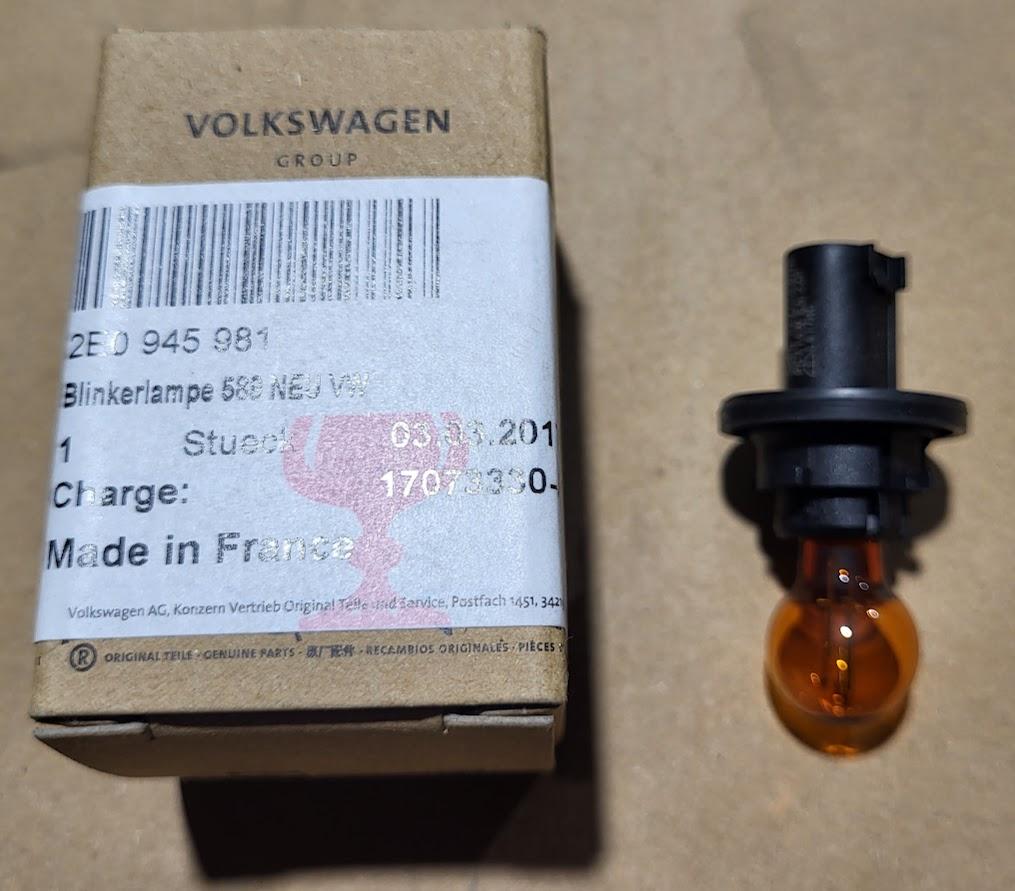 VOLKSWAGEN
GROUP
2E0 945 981
Blinkerlampe NEU VW
1 Stueck
Charge:
Made in France
Volkswagen AG, Konzern Vertrieb Original Teile und Service, Postfach 1451,
® ORIGINAL TEILE · GENUINE PARTS · 原厂配件 · RECAMBIOS ORIGINALES · PIÈCES